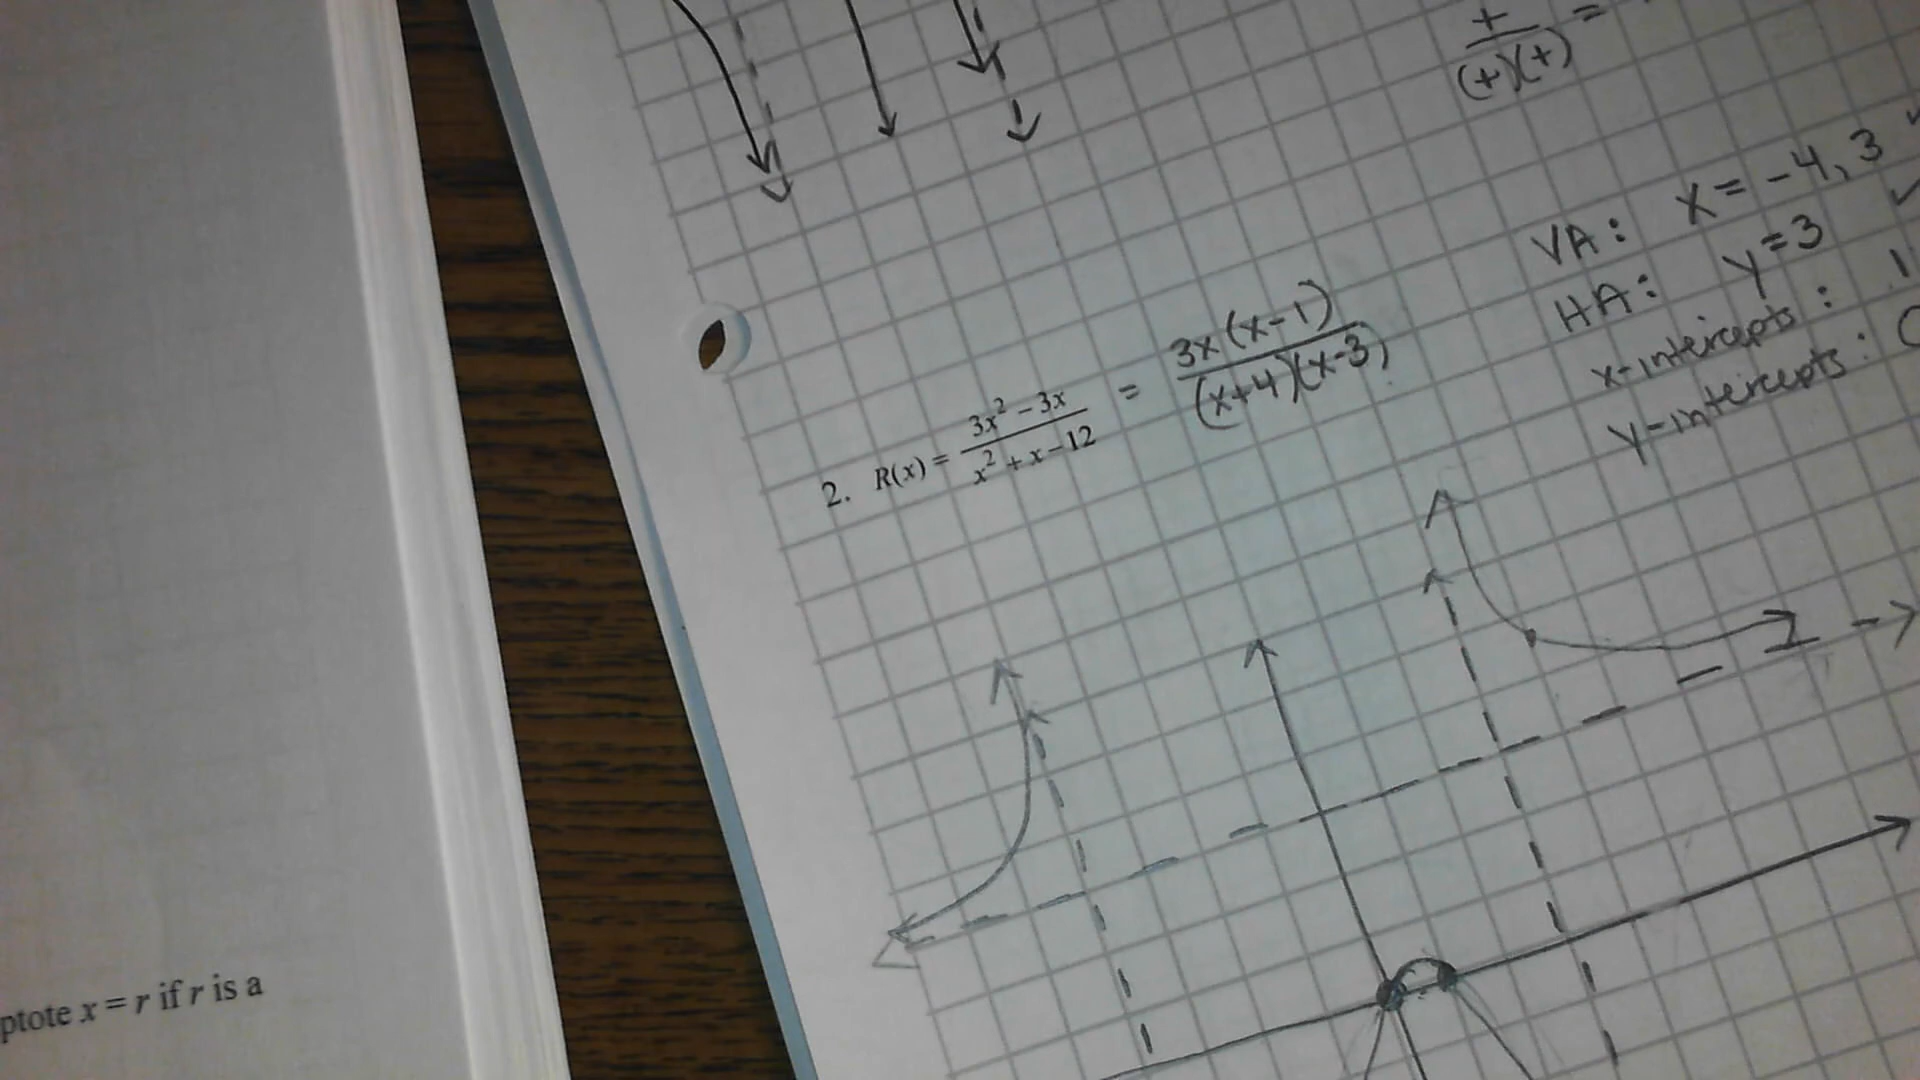 +
(+)(+) =
VA: x = -4, 3
HA: y = 3
x-intercepts: 1
y-intercepts:
2. R(x) = (3x² - 3x)/(x² + x - 12) = 3x(x-1)/(x+4)(x-3)
ptote x = r if r is a